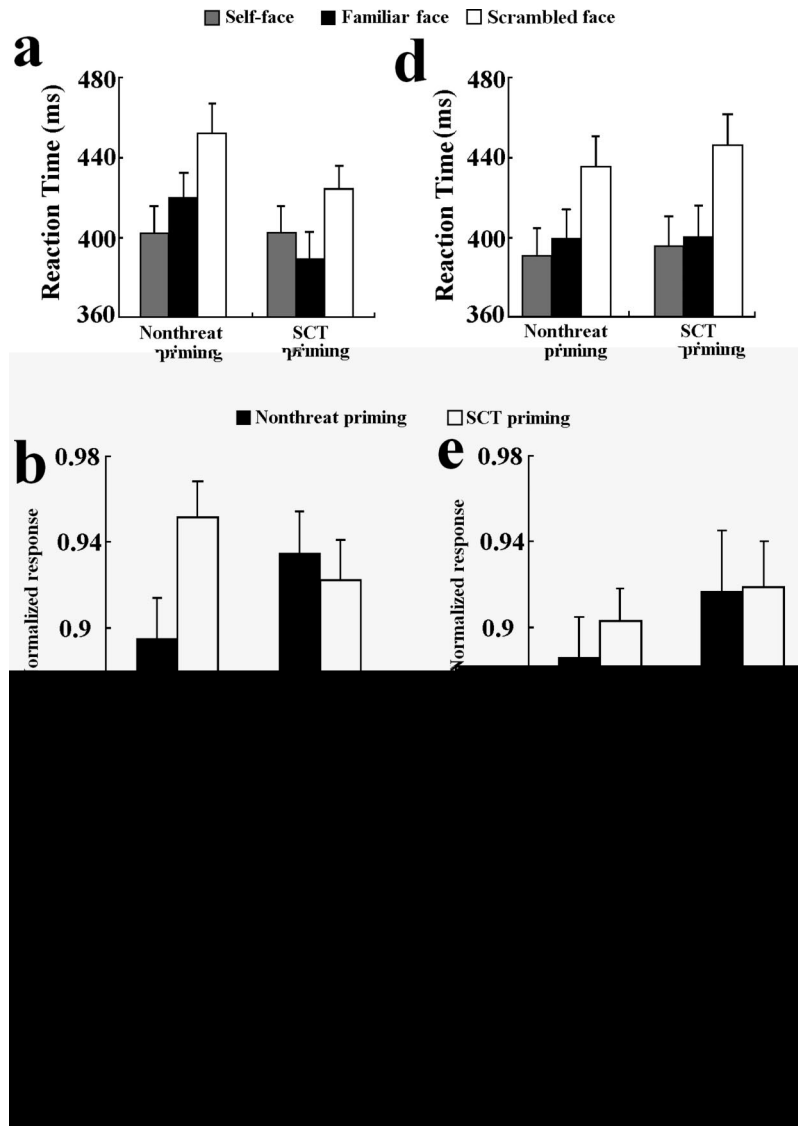 Self-face Familiar face Scrambled face
a
Reaction Time (ms)
480
440
400
360
Nonthreat priming
SCT priming
d
Reaction Time (ms)
480
440
400
360
Nonthreat priming
SCT priming
Nonthreat priming SCT priming
b
Normalized response
0.98
0.94
0.9
e
Normalized response
0.98
0.94
0.9